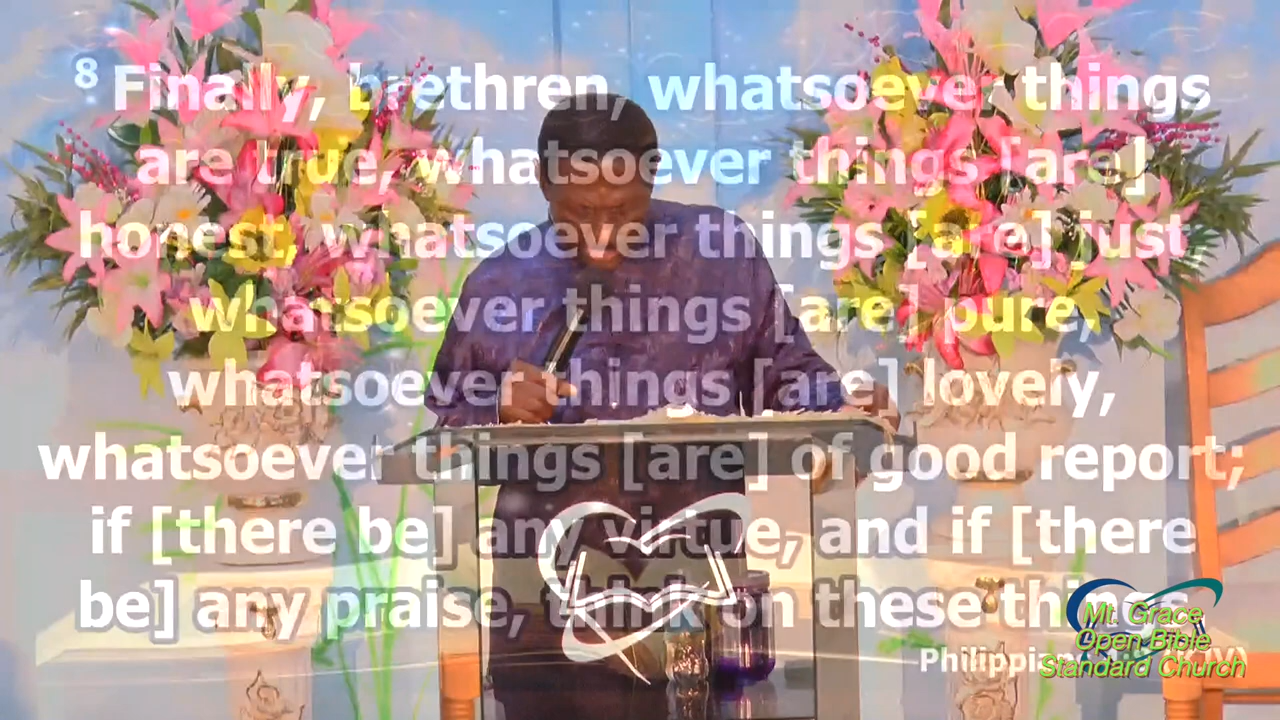 8 Finally, brethren, whatsoever things
are true, whatsoever things [are]
honest, whatsoever things [are] just
whatsoever things [are] pure,
whatsoever things [are] lovely,
whatsoever things [are] of good report;
if [there be] any virtue, and if [there
be] any praise, think on these things.
Mt. Grace
Open Bible
Standard Church